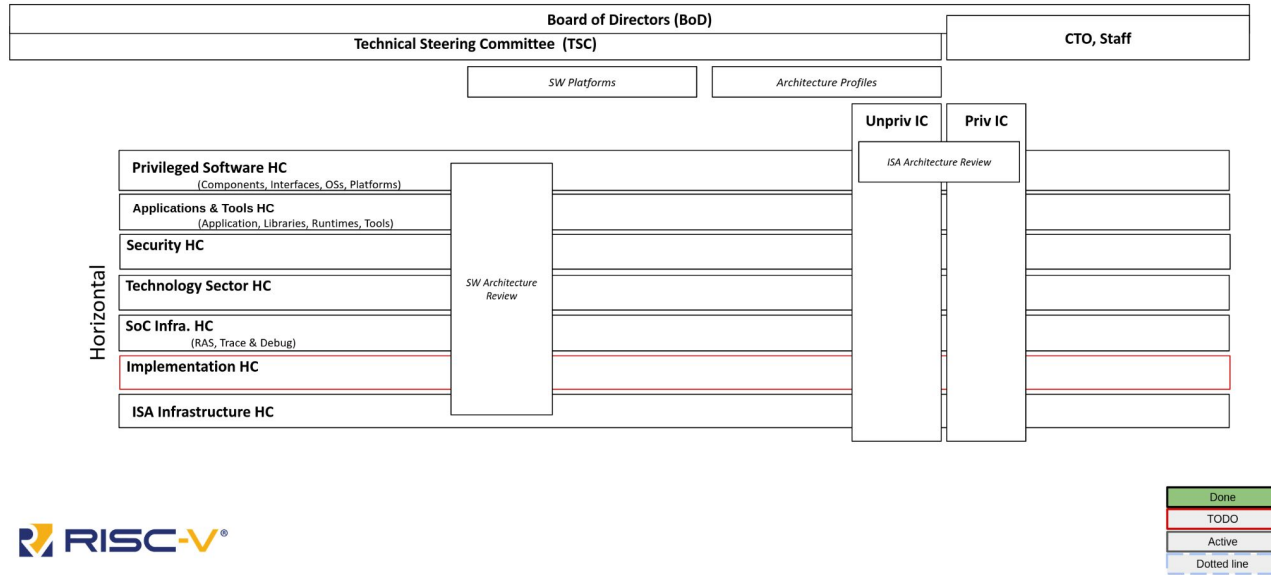 Board of Directors (BoD)
Technical Steering Committee (TSC)
CTO, Staff
SW Platforms
Architecture Profiles
Unpriv IC
Priv IC
ISA Architecture Review
Horizontal
Privileged Software HC
(Components, Interfaces, OSs, Platforms)
Applications & Tools HC
(Application, Libraries, Runtimes, Tools)
Security HC
Technology Sector HC
SW Architecture
Review
SoC Infra. HC
(RAS, Trace & Debug)
Implementation HC
ISA Infrastructure HC
RISC-V®
Done
TODO
Active
Dotted line